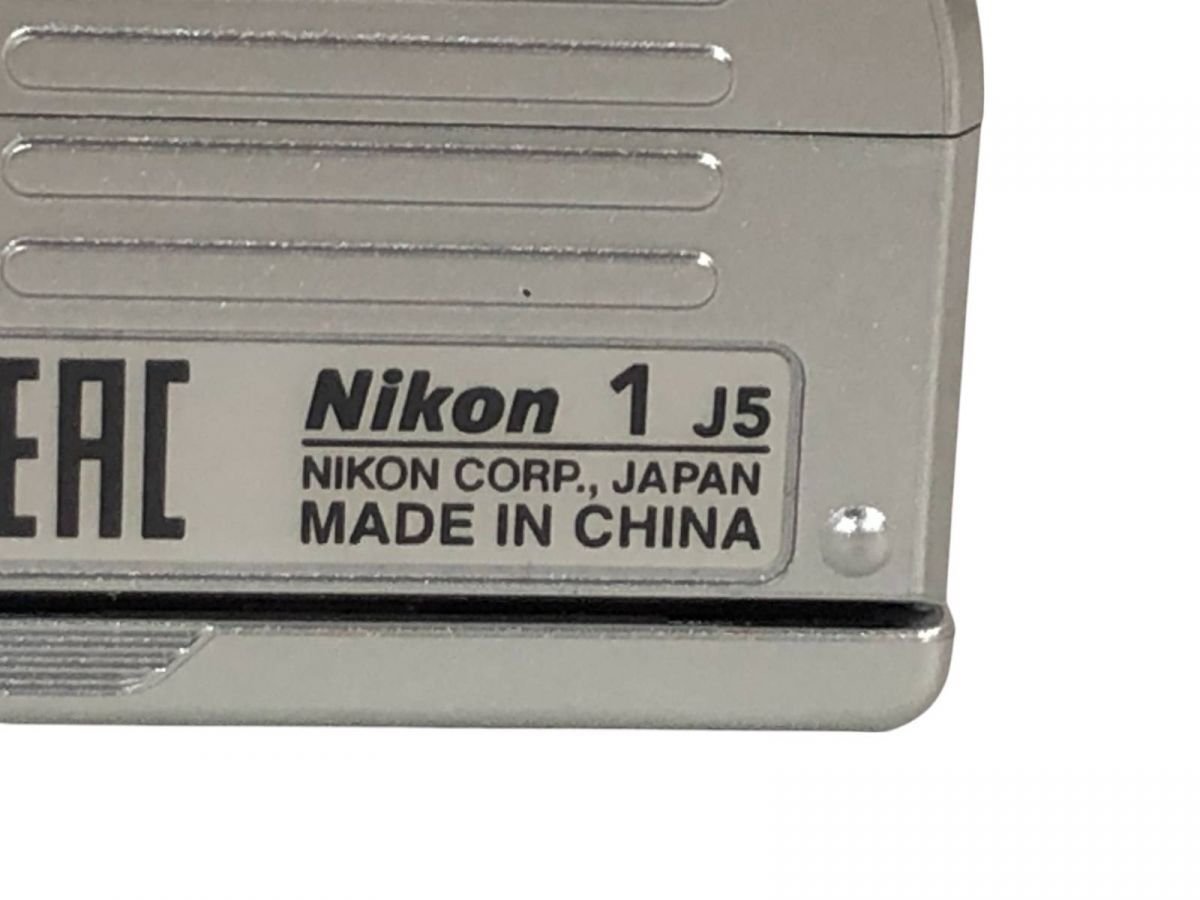 EAC
Nikon 1 J5
NIKON CORP., JAPAN
MADE IN CHINA